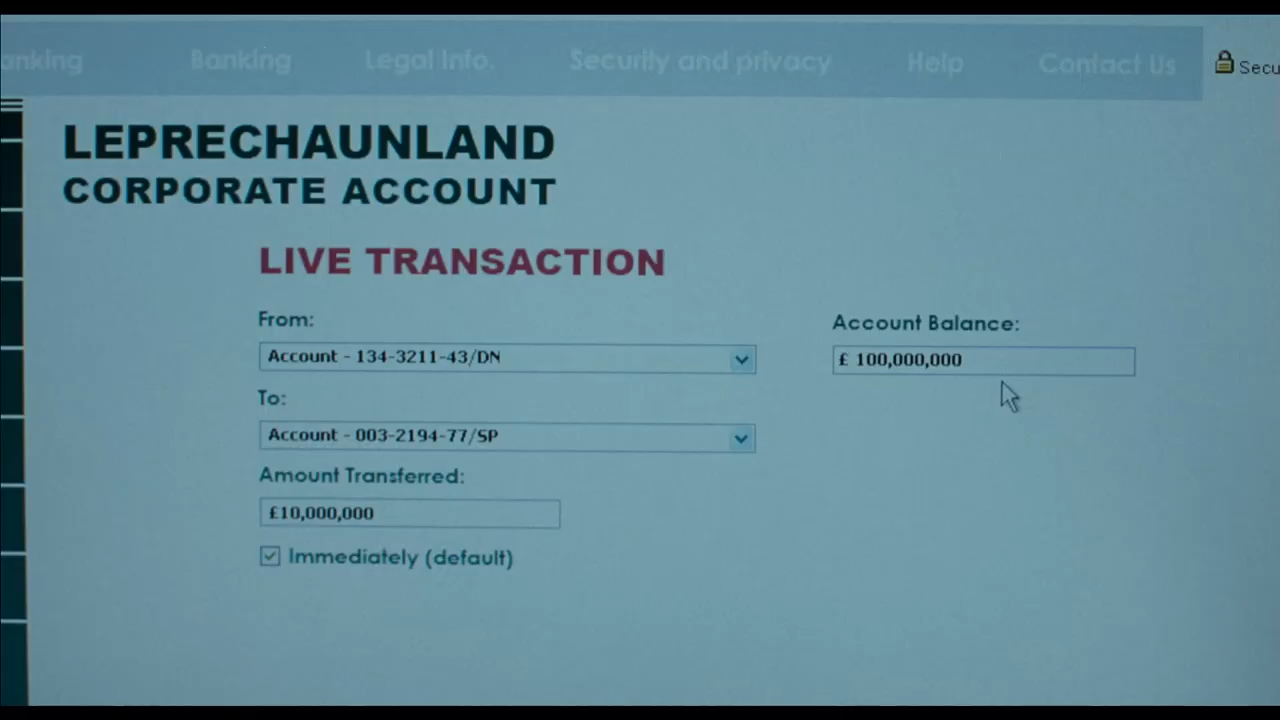 anking Banking Legal Info. Security and privacy Help Contact Us Secu
LEPRECHAUNLAND
CORPORATE ACCOUNT
LIVE TRANSACTION
From:
Account - 134-3211-43/DN
Account Balance:
£ 100,000,000
To:
Account - 003-2194-77/SP
Amount Transferred:
£10,000,000
Immediately (default)